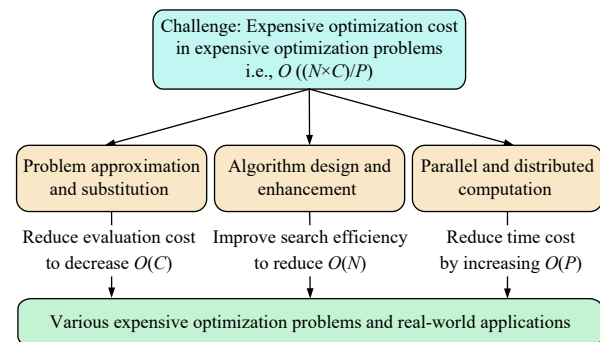 Challenge: Expensive optimization cost
in expensive optimization problems
i.e., O ((N×C)/P)
Problem approximation
and substitution
Algorithm design and
enhancement
Parallel and distributed
computation
Reduce evaluation cost
to decrease O(C)
Improve search efficiency
to reduce O(N)
Reduce time cost
by increasing O(P)
Various expensive optimization problems and real-world applications